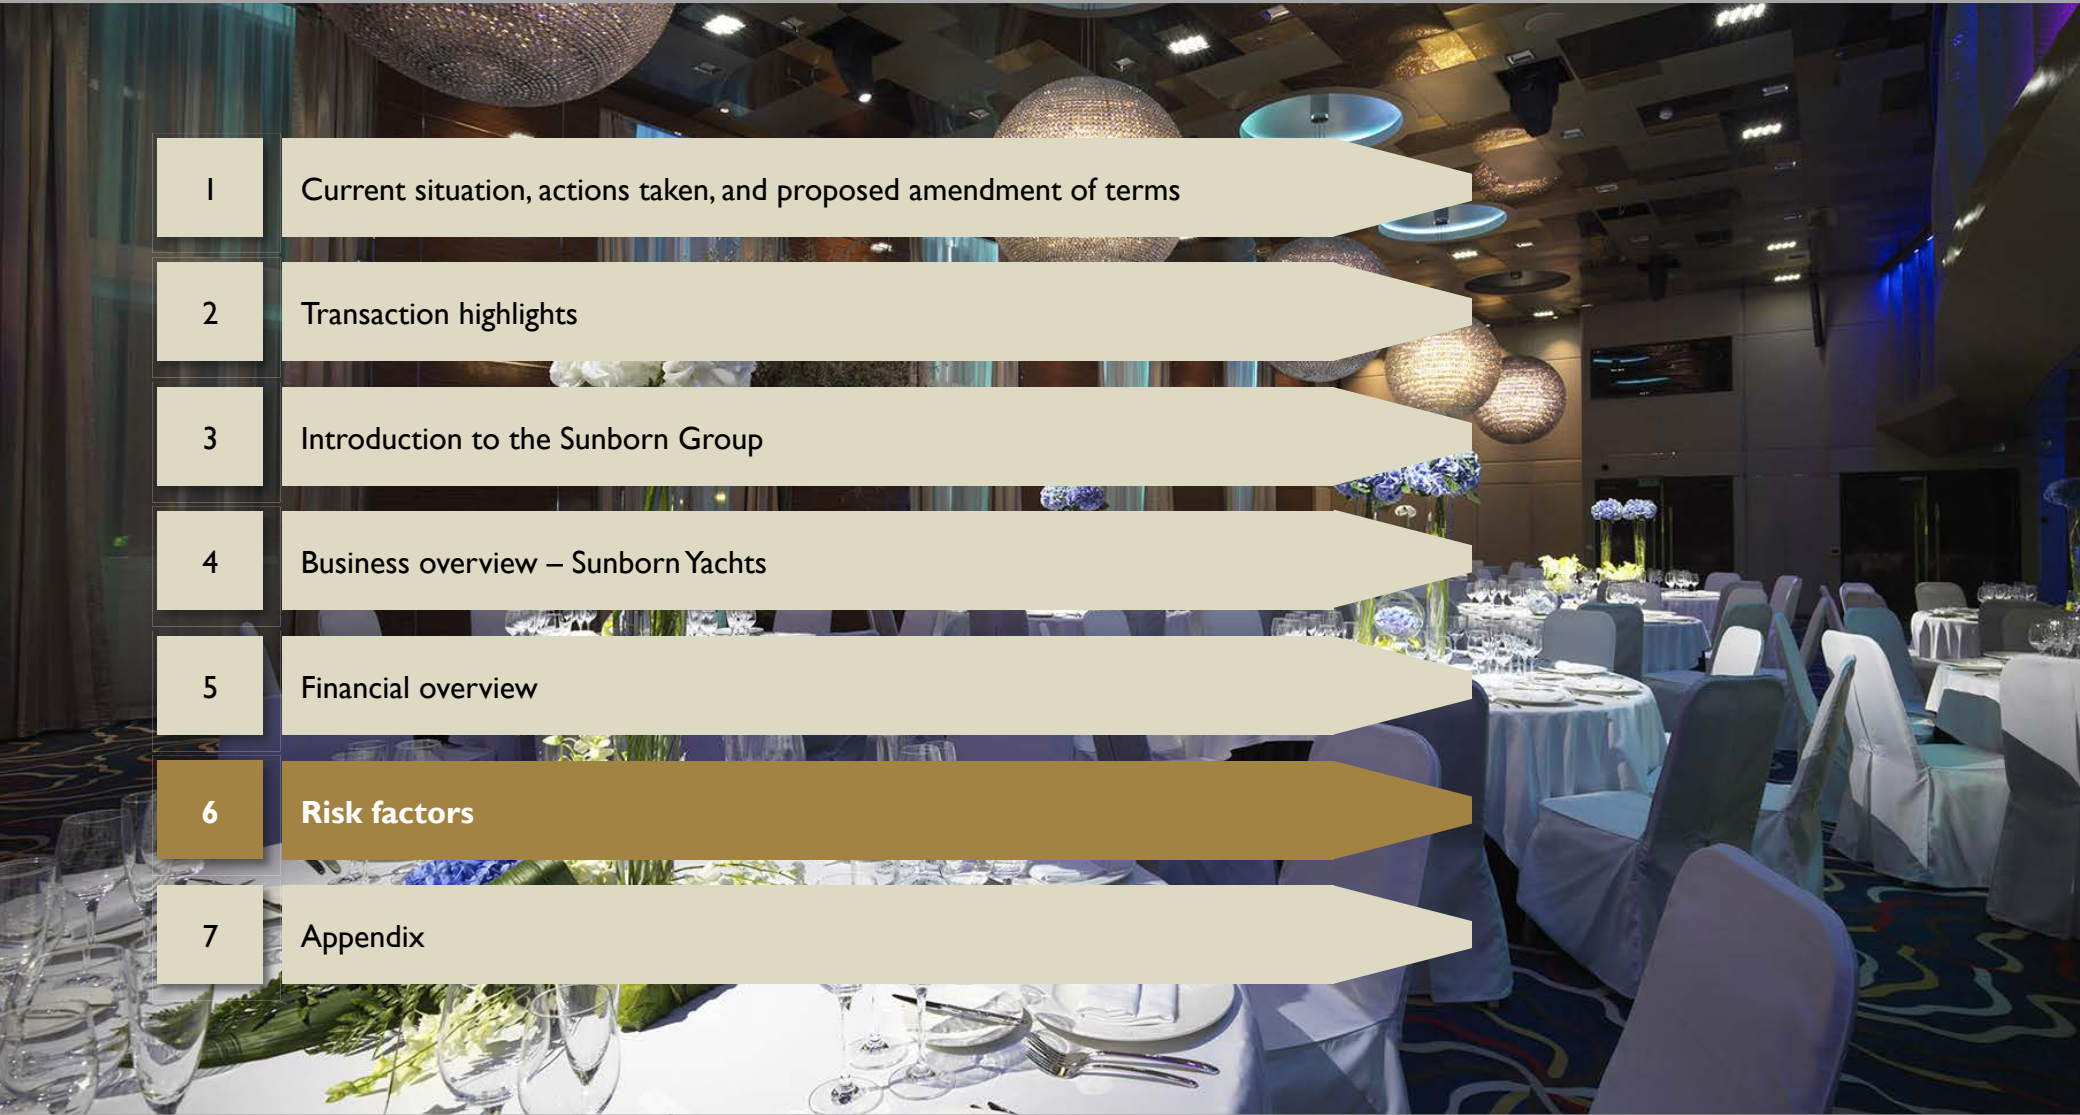 1
Current situation, actions taken, and proposed amendment of terms
2
Transaction highlights
3
Introduction to the Sunborn Group
4
Business overview – Sunborn Yachts
5
Financial overview
6
Risk factors
7
Appendix